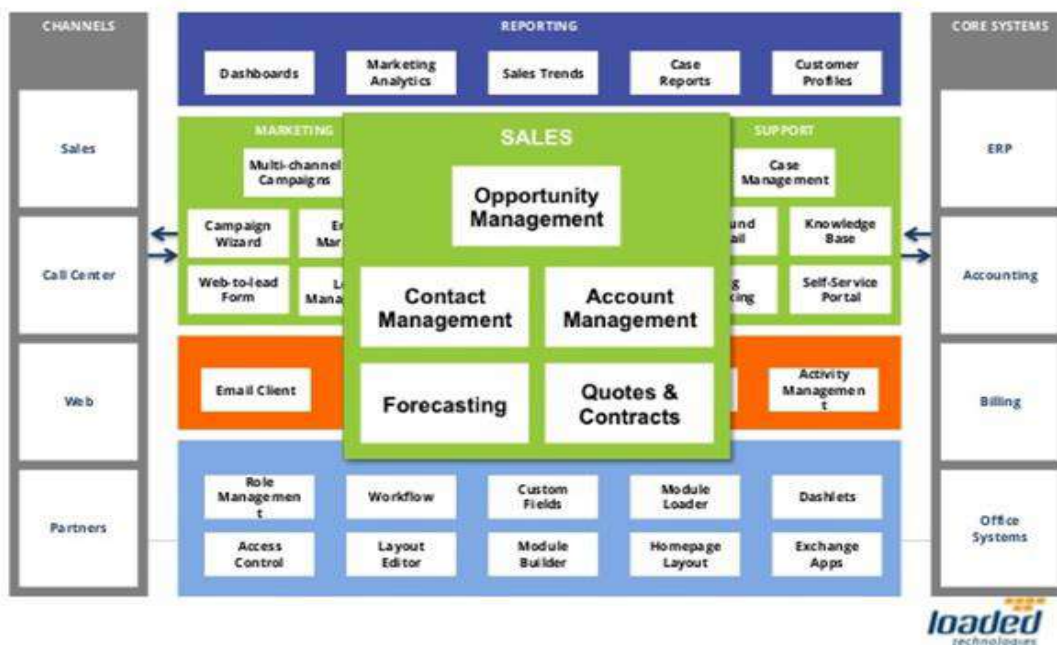 CHANNELS
Sales
Call Center
Web
Partners
REPORTING
Dashboards
Marketing
Analytics
Sales Trends
Case
Reports
Customer
Profiles
MARKETING
Multi-channel
Campaigns
Campaign
Wizard
Web-to-lead
Form
SALES
Opportunity
Management
Contact
Management
Account
Management
Forecasting
Quotes &
Contracts
SUPPORT
Case
Management
Knowledge
Base
Self-Service
Portal
Email Client
Activity
Managemen
t
Role
Managemen
t
Workflow
Custom
Fields
Module
Loader
Dashlets
Access
Control
Layout
Editor
Module
Builder
Homepage
Layout
Exchange
Apps
CORE SYSTEMS
ERP
Accounting
Billing
Office
Systems
loaded
technologies